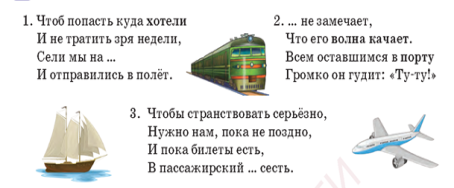 1. Чтоб попасть куда хотели
И не тратить зря недели,
Сели мы на ...
И отправились в полёт.
2. ... не замечает,
Что его волна качает.
Всем оставшимся в порту
Громко он гудит: «Ту-ту!»
3. Чтобы странствовать серьёзно,
Нужно нам, пока не поздно,
И пока билеты есть,
В пассажирский ... сесть.